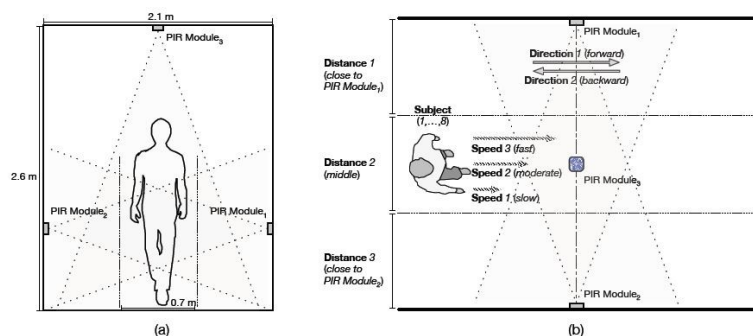 2.1 m
PIR Module3
2.6 m
PIR Module2
PIR Module1
0.7 m
(a)
PIR Module1
Distance 1
(close to
PIR Module1)
Direction 1 (forward)
Direction 2 (backward)
Subject
(1,...,8)
Speed 3 (fast)
Distance 2
(middle)
Speed 2 (moderate)
PIR Module3
Speed 1 (slow)
Distance 3
(close to
PIR Module2)
PIR Module2
(b)